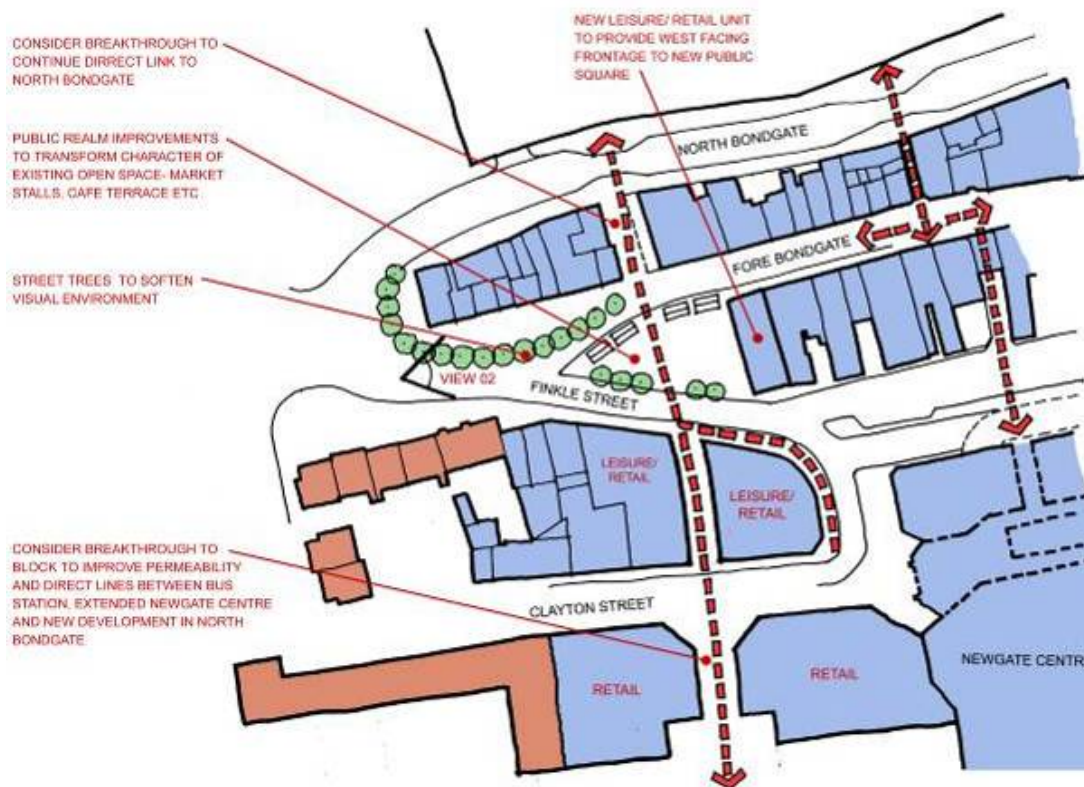 CONSIDER BREAKTHROUGH TO
CONTINUE DIRRECT LINK TO
NORTH BONDGATE
NEW LEISURE/ RETAIL UNIT
TO PROVIDE WEST FACING
FRONTAGE TO NEW PUBLIC
SQUARE
PUBLIC REALM IMPROVEMENTS
TO TRANSFORM CHARACTER OF
EXISTING OPEN SPACE- MARKET
STALLS, CAFE TERRACE ETC
NORTH BONDGATE
FORE BONDGATE
STREET TREES TO SOFTEN
VISUAL ENVIRONMENT
VIEW 02
FINKLE STREET
LEISURE/
RETAIL
LEISURE/
RETAIL
CONSIDER BREAKTHROUGH TO
BLOCK TO IMPROVE PERMEABILITY
AND DIRECT LINES BETWEEN BUS
STATION, EXTENDED NEWGATE CENTRE
AND NEW DEVELOPMENT IN NORTH
BONDGATE
CLAYTON STREET
RETAIL
RETAIL
NEWGATE CENTR